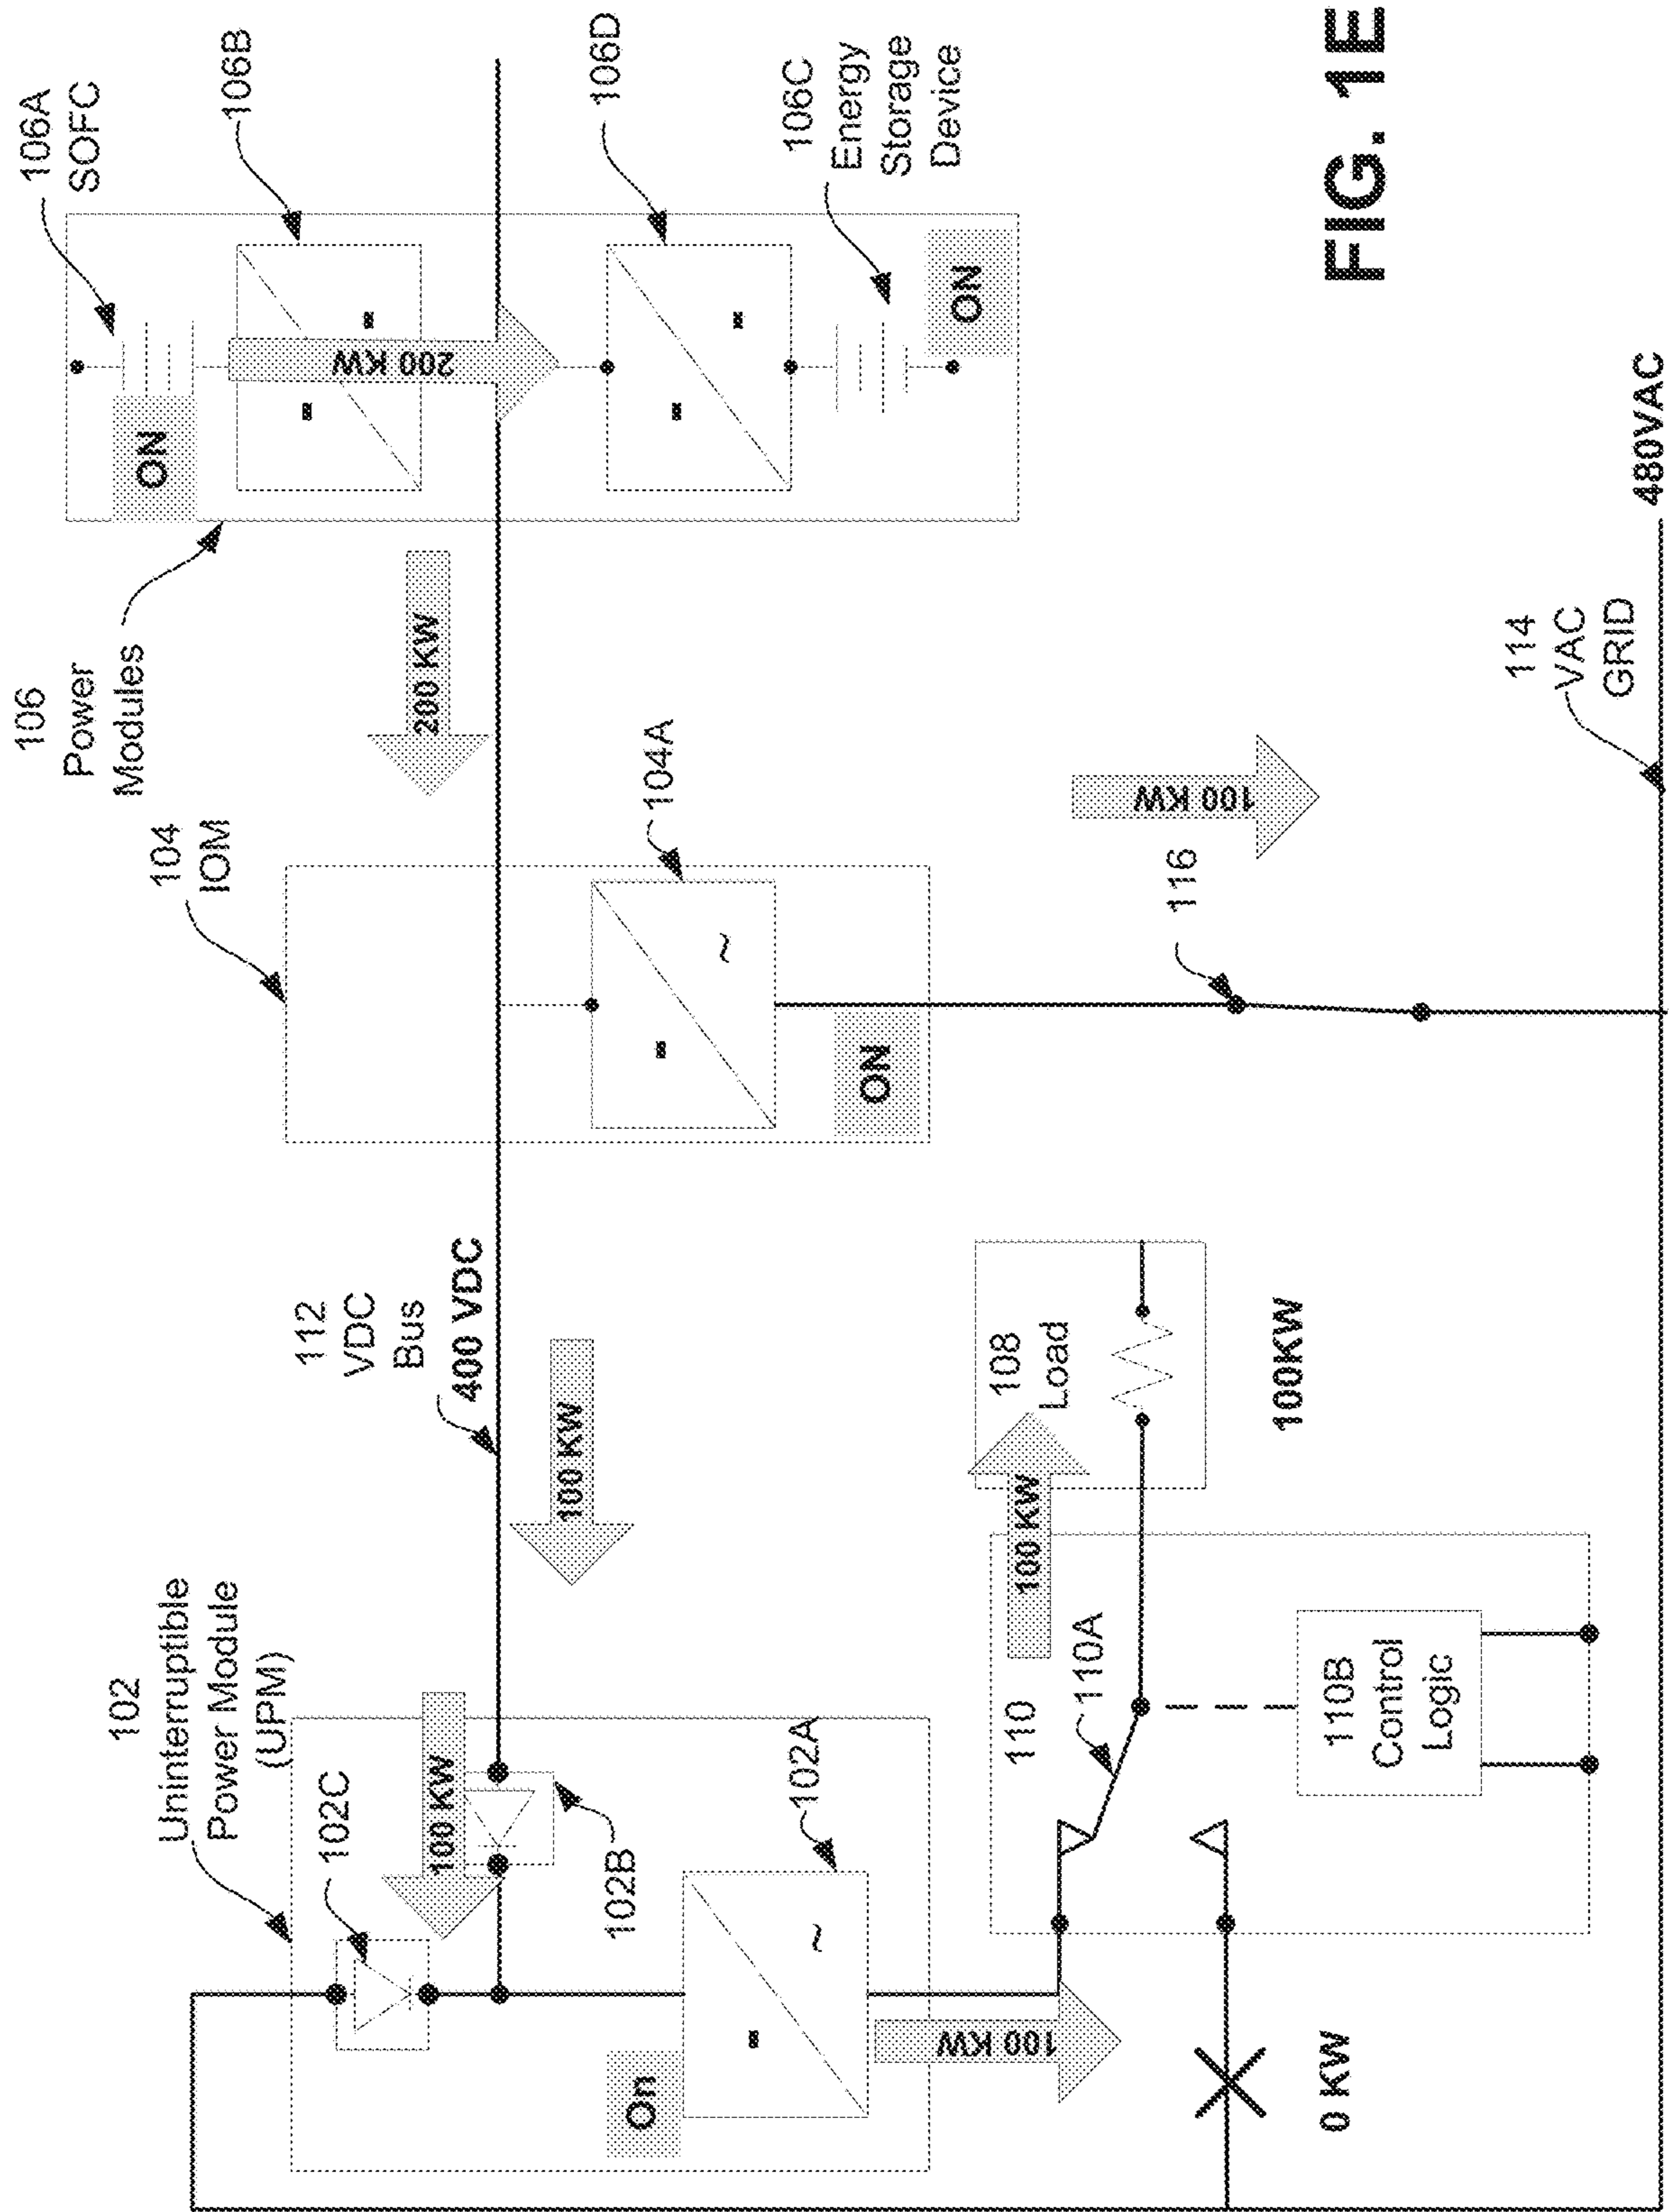 102
Uninterruptible
Power Module
(UPM)
102C
100 KW
102B
102A
On
100 KW
0 KW
110
110A
110B
Control
Logic
100 KW
108
Load
100KW
112
VDC
Bus
400 VDC
100 KW
104
IOM
104A
ON
116
100 KW
200 KW
106
Power
Modules
106A
SOFC
ON
106B
200 KW
106D
106C
Energy
Storage
Device
ON
114
VAC
GRID
480VAC
FIG. 1E